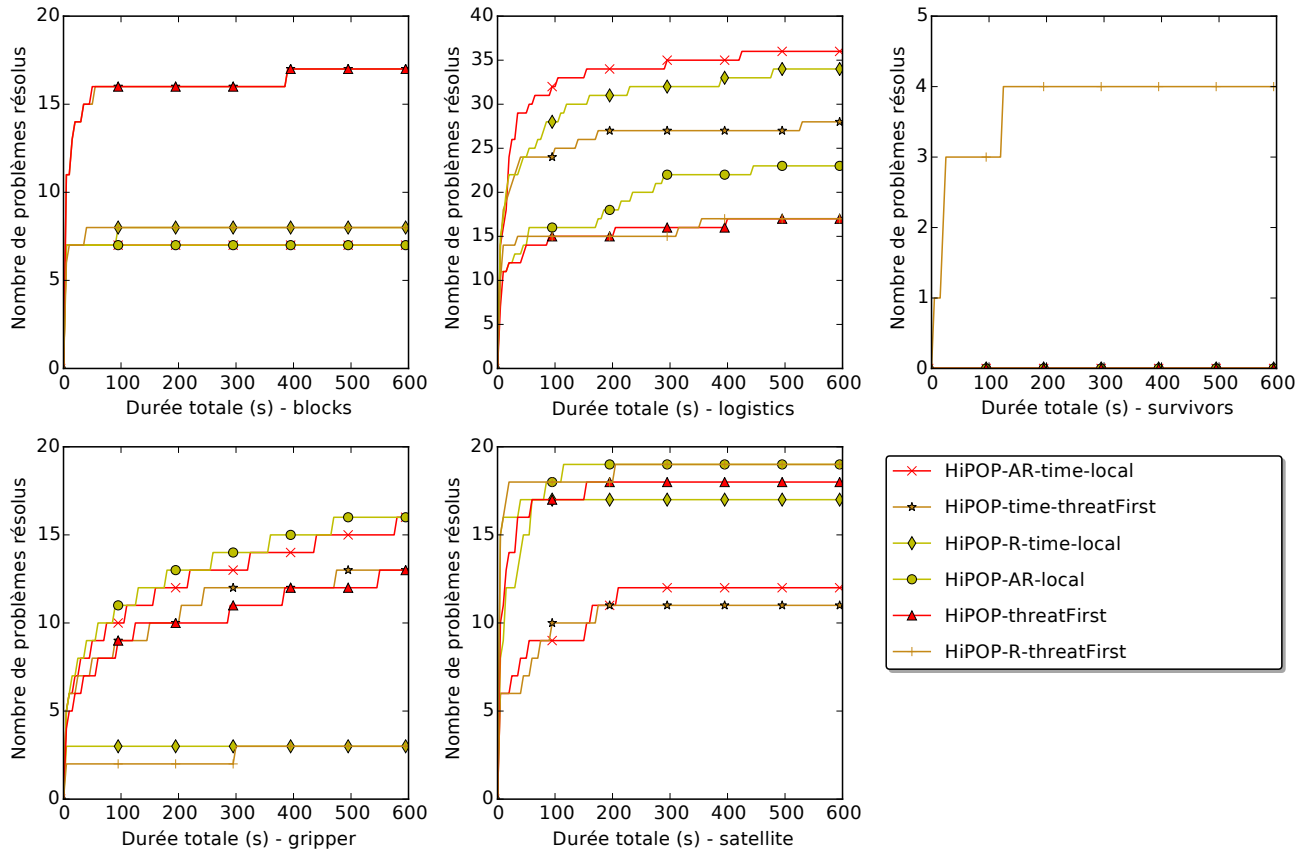 Nombre de problèmes résolus
20
15
10
5
0
0 100 200 300 400 500 600
Durée totale (s) - blocks
Nombre de problèmes résolus
40
35
30
25
20
15
10
5
0
0 100 200 300 400 500 600
Durée totale (s) - logistics
Nombre de problèmes résolus
5
4
3
2
1
0
0 100 200 300 400 500 600
Durée totale (s) - survivors
Nombre de problèmes résolus
20
15
10
5
0
0 100 200 300 400 500 600
Durée totale (s) - gripper
Nombre de problèmes résolus
20
15
10
5
0
0 100 200 300 400 500 600
Durée totale (s) - satellite
HiPOP-AR-time-local
HiPOP-time-threatFirst
HiPOP-R-time-local
HiPOP-AR-local
HiPOP-threatFirst
HiPOP-R-threatFirst